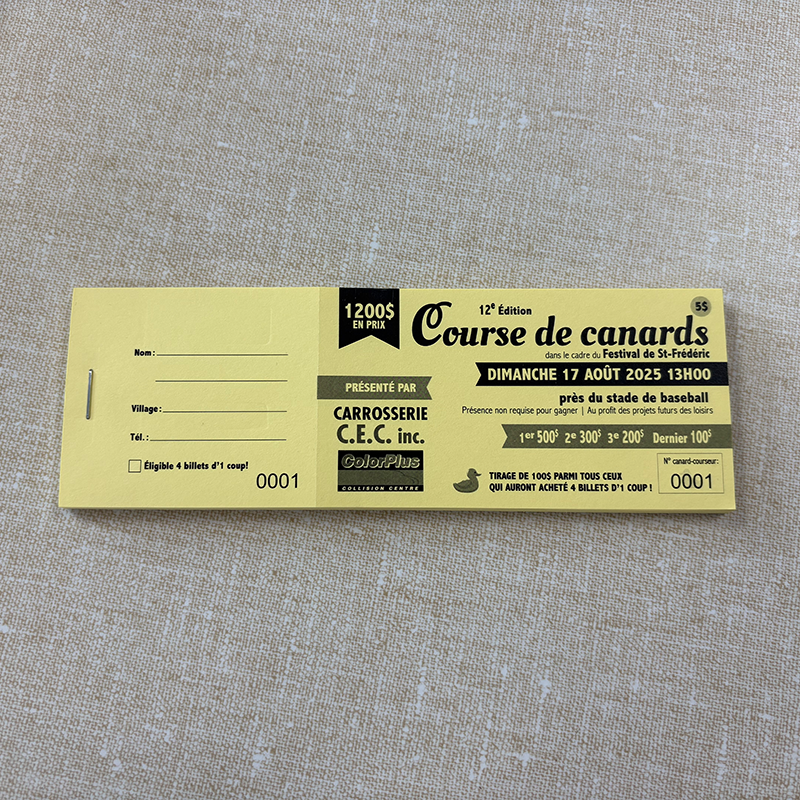 Nom :
Village :
Tél. :
Éligible 4 billets d'1 coup!
0001
1200$
EN PRIX
PRÉSENTÉ PAR
CARROSSERIE
C.E.C. inc.
ColorPlus
COLLISION CENTRE
12e Édition
5$
Course de canards
dans le cadre du Festival de St-Frédéric
DIMANCHE 17 AOÛT 2025 13H00
près du stade de baseball
Présence non requise pour gagner | Au profit des projets futurs des loisirs
1er 500$ 2e 300$ 3e 200$ Dernier 100$
TIRAGE DE 100$ PARMI TOUS CEUX
QUI AURONT ACHETÉ 4 BILLETS D'1 COUP !
N° canard-coureur:
0001